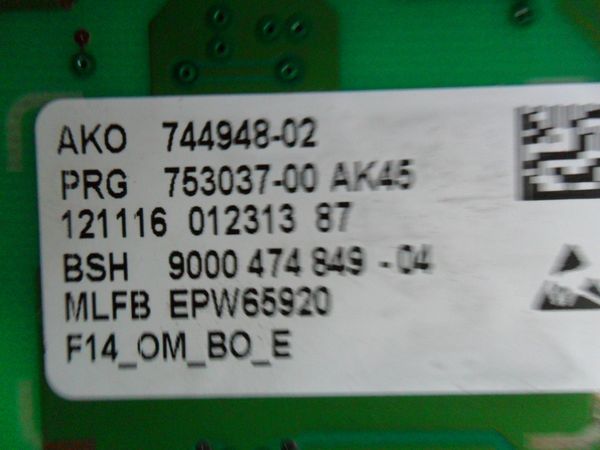 AKO 744948-02
PRG 753037-00 AK45
121116 012313 87
BSH 9000 474 849 - 04
MLFB EPW65920
F14_OM_BO_E